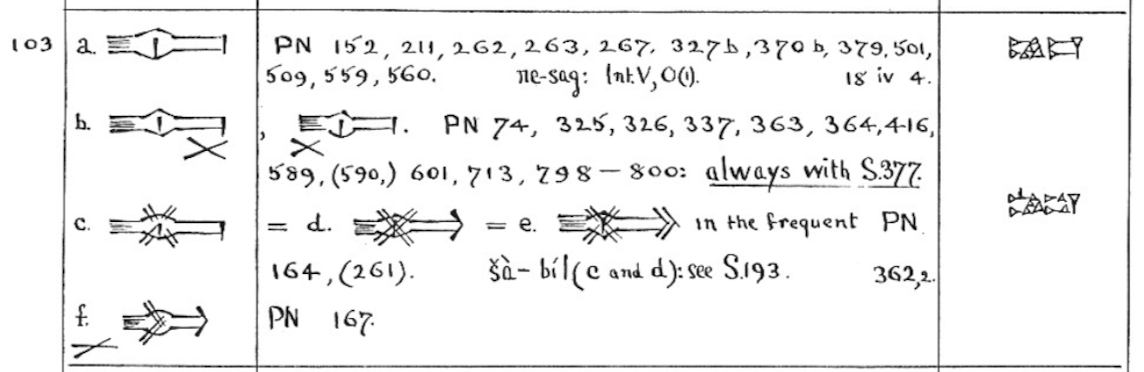 103 a. PN 152, 211, 262, 263, 267, 327b, 370b, 379, 501,
509, 559, 560. ne-sag: Int.V, O(1). 18 iv 4.
b. , . PN 74, 325, 326, 337, 363, 364, 416,
589, (590,) 601, 713, 798 – 800: always with S.377.
c. = d. = e. in the frequent PN
164, (261). šà-bíl (c and d): see S.193. 362,2.
f. PN 167.